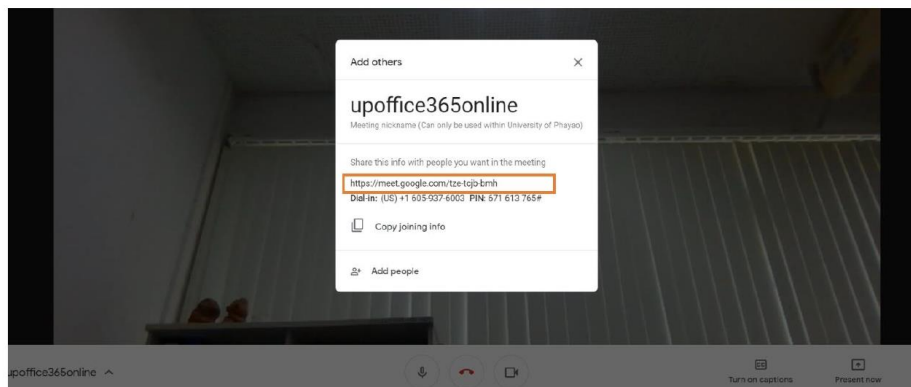 Add others
upoffice365online
Meeting nickname (Can only be used within University of Phayao)
Share this info with people you want in the meeting
https://meet.google.com/tze-tcjb-bmh
Dial-in: (US) +1 605-937-6003 PIN: 671 613 765#
Copy joining info
Add people
upoffice365online
CC
Turn on captions
Present now